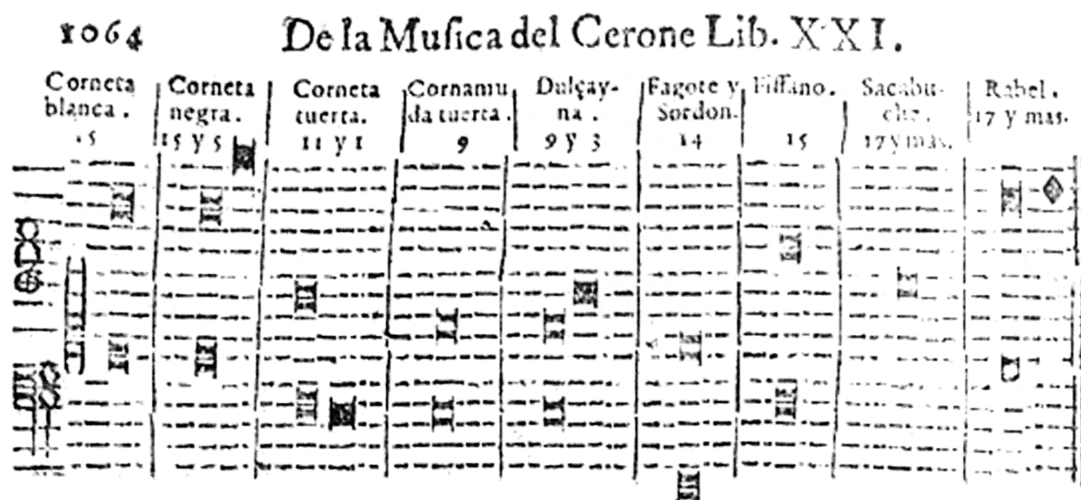 1064 De la Musica del Cerone Lib. XXI.
Corneta blanca. 15
Corneta negra. 15 y 5
Corneta tuerta. 11 y 1
Cornamuda tuerta. 9
Dulçayna. 9 y 3
Fagote y Sordon. 14
Fiffano. 15
Sacabuche. 17 y mas.
Rabel. 17 y mas.